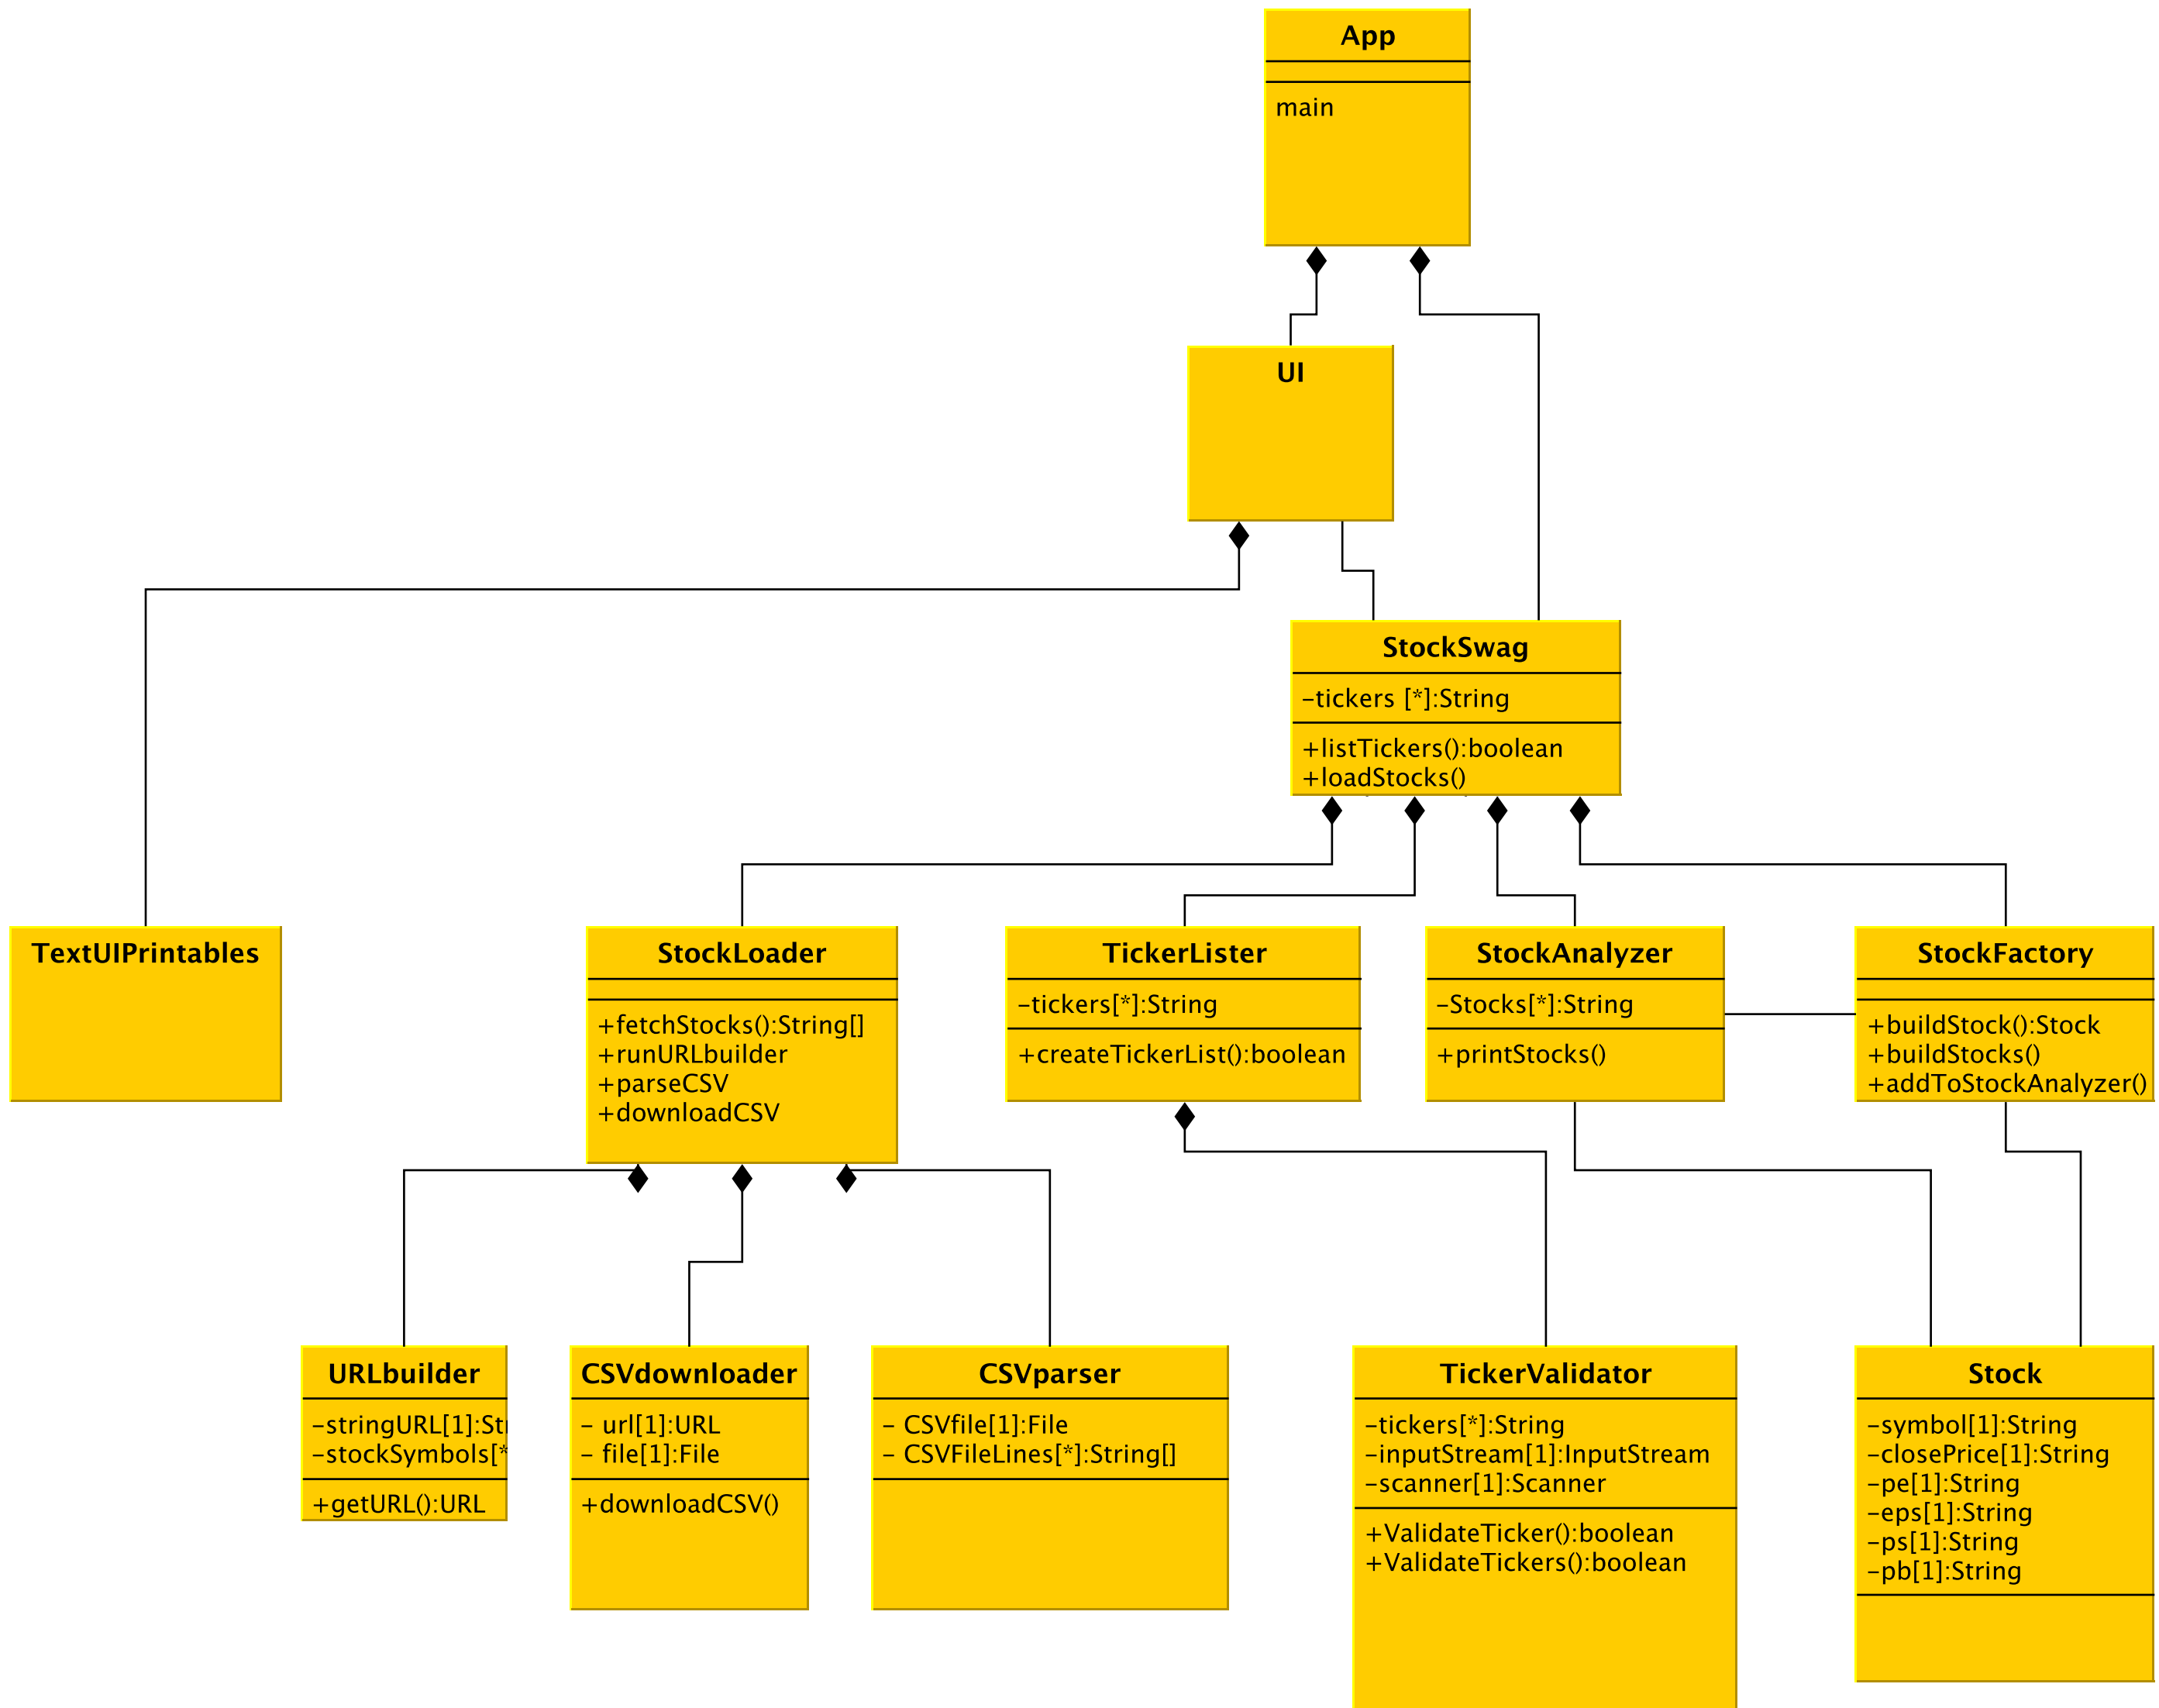 App
main
UI
StockSwag
-tickers [*]:String
+listTickers():boolean
+loadStocks()
TextUIPrintables
StockLoader
+fetchStocks():String[]
+runURLbuilder
+parseCSV
+downloadCSV
TickerLister
-tickers[*]:String
+createTickerList():boolean
StockAnalyzer
-Stocks[*]:String
+printStocks()
StockFactory
+buildStock():Stock
+buildStocks()
+addToStockAnalyzer()
URLbuilder
-stringURL[1]:Str
-stockSymbols[*
+getURL():URL
CSVdownloader
- url[1]:URL
- file[1]:File
+downloadCSV()
CSVparser
- CSVfile[1]:File
- CSVFileLines[*]:String[]
TickerValidator
-tickers[*]:String
-inputStream[1]:InputStream
-scanner[1]:Scanner
+ValidateTicker():boolean
+ValidateTickers():boolean
Stock
-symbol[1]:String
-closePrice[1]:String
-pe[1]:String
-eps[1]:String
-ps[1]:String
-pb[1]:String